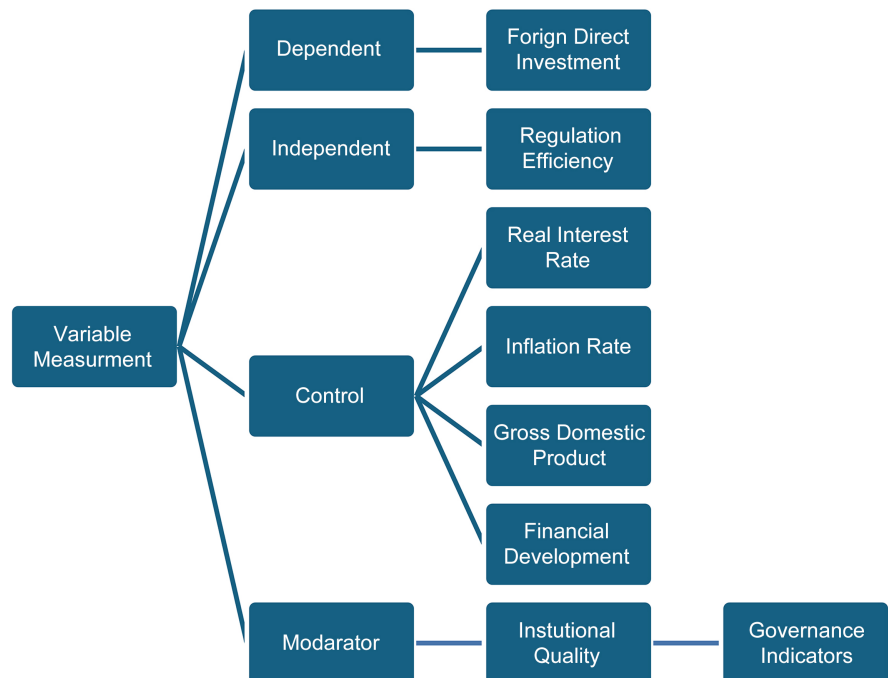 Dependent
Forign Direct
Investment
Independent
Regulation
Efficiency
Real Interest
Rate
Variable
Measurment
Inflation Rate
Control
Gross Domestic
Product
Financial
Development
Modarator
Instutional
Quality
Governance
Indicators